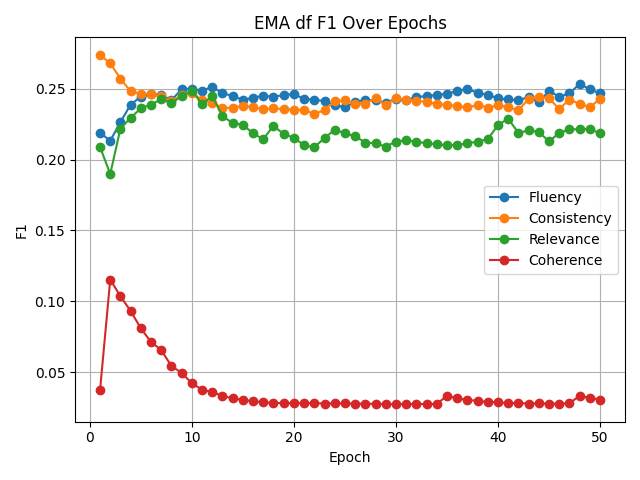 EMA df F1 Over Epochs
F1
0.25
0.20
0.15
0.10
0.05
Fluency
Consistency
Relevance
Coherence
0 10 20 30 40 50
Epoch